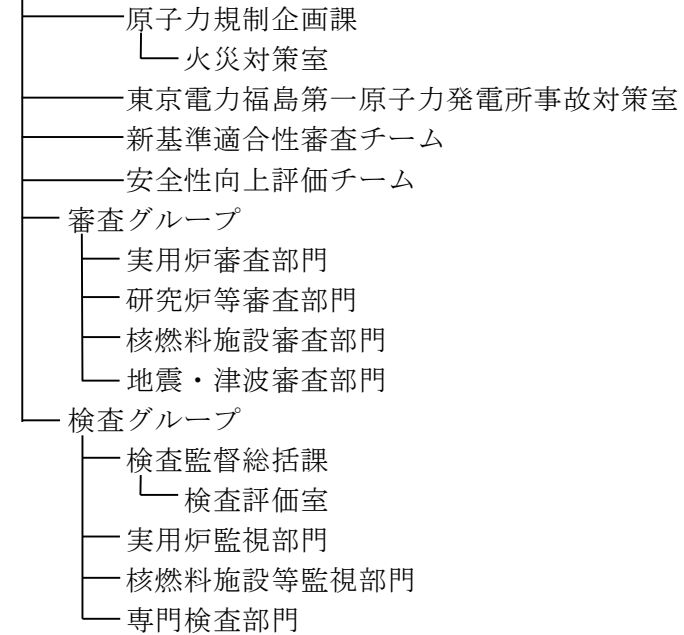 原子力規制企画課
火災対策室
東京電力福島第一原子力発電所事故対策室
新基準適合性審査チーム
安全性向上評価チーム
審査グループ
実用炉審査部門
研究炉等審査部門
核燃料施設審査部門
地震・津波審査部門
検査グループ
検査監督総括課
検査評価室
実用炉監視部門
核燃料施設等監視部門
専門検査部門